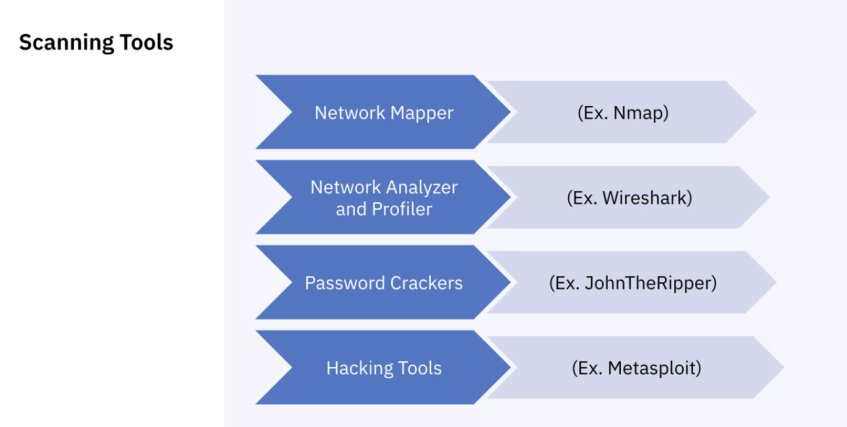 Scanning Tools
Network Mapper
(Ex. Nmap)
Network Analyzer
and Profiler
(Ex. Wireshark)
Password Crackers
(Ex. JohnTheRipper)
Hacking Tools
(Ex. Metasploit)